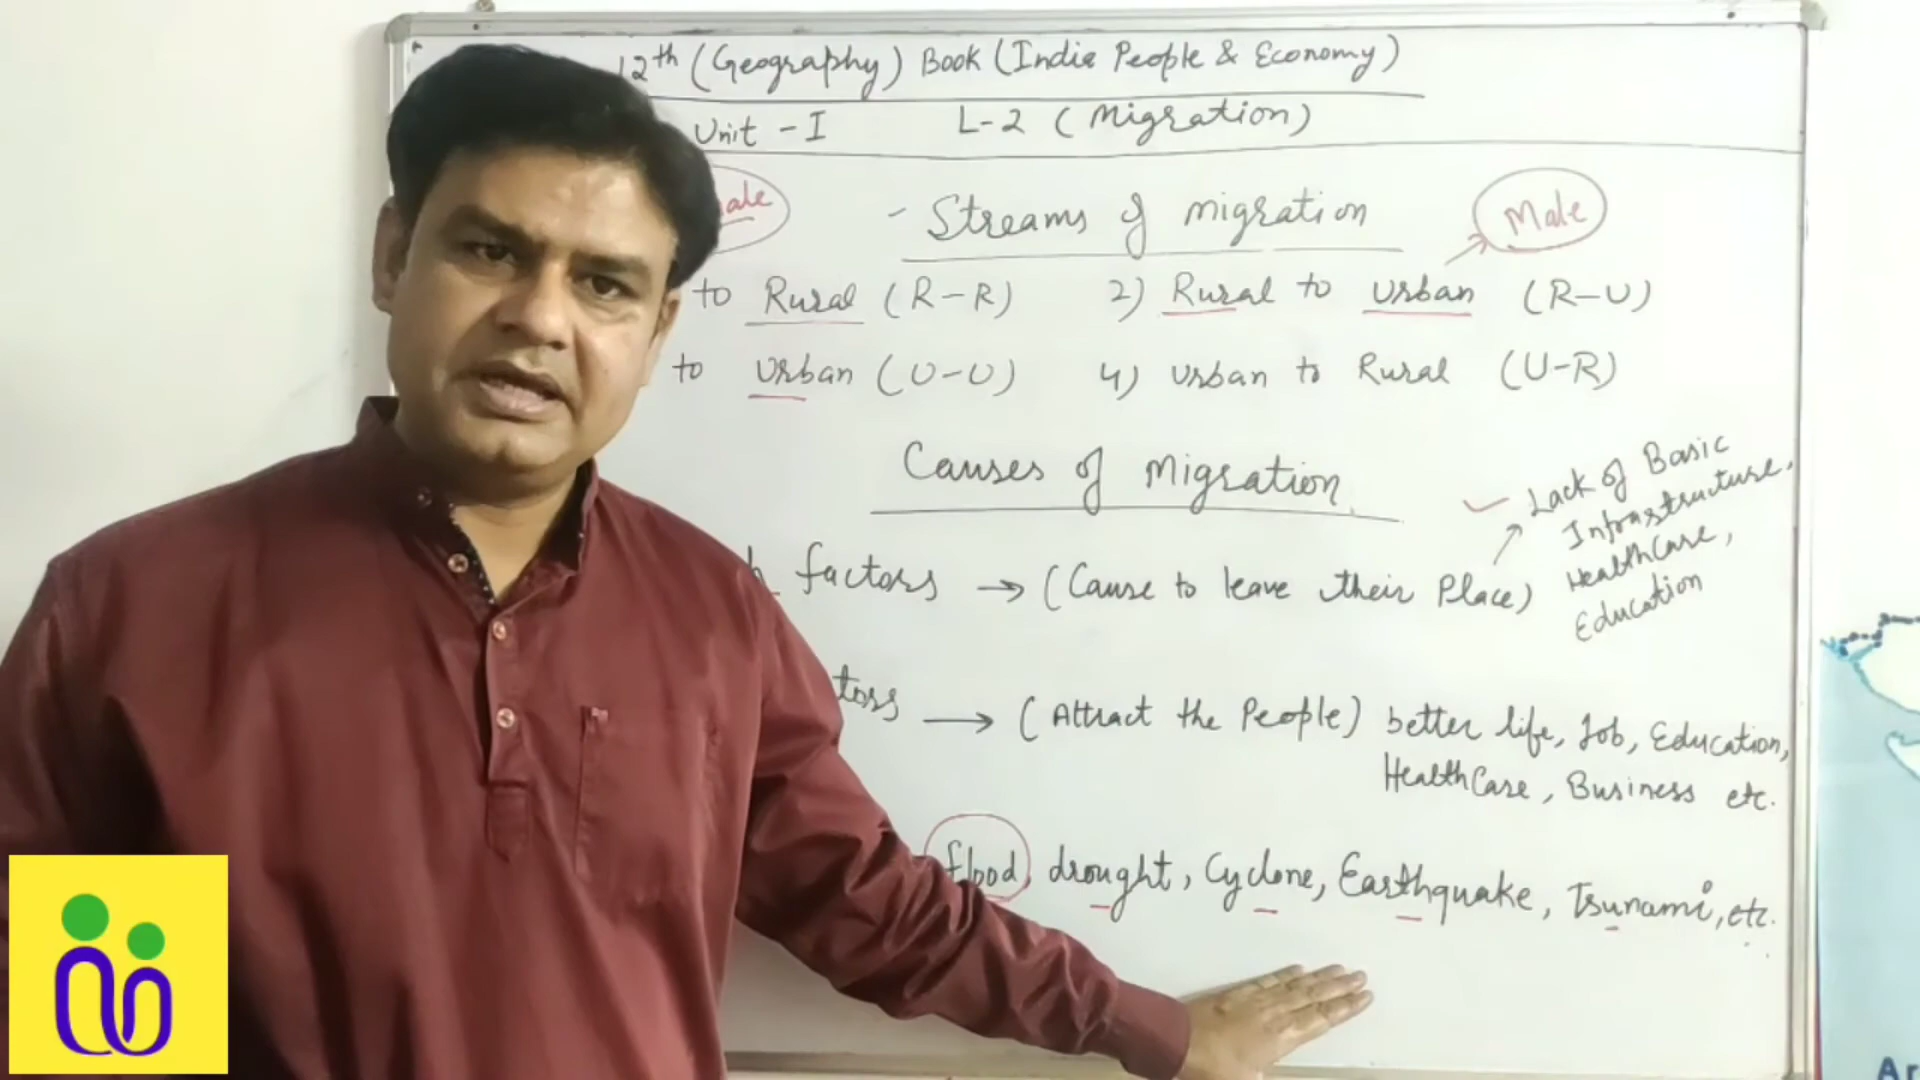 12th (Geography) Book (India People & Economy)
Unit - I L-2 (Migration)
- Streams of migration
Male
to Rural (R-R) 2) Rural to Urban (R-U)
to Urban (U-U) 4) Urban to Rural (U-R)
Causes of Migration
factors → (Cause to leave their Place)
Lack of Basic
Infrastructure,
HealthCare,
Education
→ (Attract the People) better life, Job, Education,
HealthCare, Business etc.
flood, drought, Cyclone, Earthquake, Tsunami, etc.